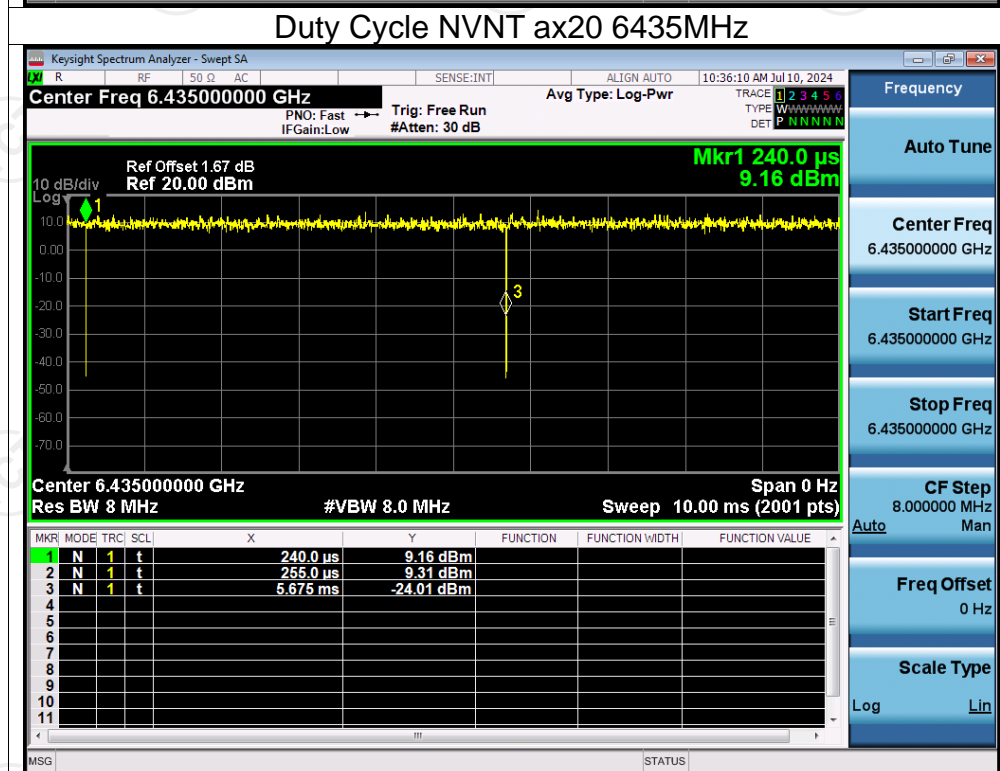 Duty Cycle NVNT ax20 6435MHz
Keysight Spectrum Analyzer - Swept SA
LXI R RF 50 Ω AC SENSE:INT ALIGN AUTO 10:36:10 AM Jul 10, 2024
Center Freq 6.435000000 GHz Avg Type: Log-Pwr TRACE 1 2 3 4 5 6
PNO: Fast Trig: Free Run TYPE WWWWWW
IFGain:Low #Atten: 30 dB DET P N N N N N
Frequency
Auto Tune
Ref Offset 1.67 dB Mkr1 240.0 µs
10 dB/div Ref 20.00 dBm 9.16 dBm
Log
1
10.0
0.00
-10.0
3
-20.0
-30.0
-40.0
-50.0
-60.0
-70.0
Center 6.435000000 GHz Span 0 Hz
Res BW 8 MHz #VBW 8.0 MHz Sweep 10.00 ms (2001 pts)
Center Freq
6.435000000 GHz
Start Freq
6.435000000 GHz
Stop Freq
6.435000000 GHz
CF Step
8.000000 MHz
Auto Man
Freq Offset
0 Hz
Scale Type
Log Lin
MKR MODE TRC SCL X Y FUNCTION FUNCTION WIDTH FUNCTION VALUE
1 N 1 t 240.0 µs 9.16 dBm
2 N 1 t 255.0 µs 9.31 dBm
3 N 1 t 5.675 ms -24.01 dBm
4
5
6
7
8
9
10
11
MSG STATUS